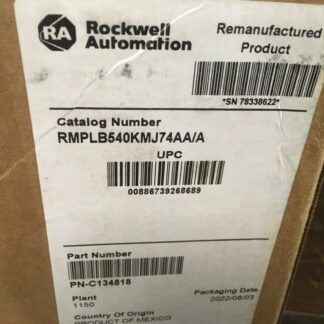 RA
Rockwell
Automation
Remanufactured
Product
*SN 78338622*
Catalog Number
RMPLB540KMJ74AA/A
UPC
00886739268689
Part Number
PN-C134818
Plant
1150
Packaging Date
2022/08/03
Country Of Origin
PRODUCT OF MEXICO